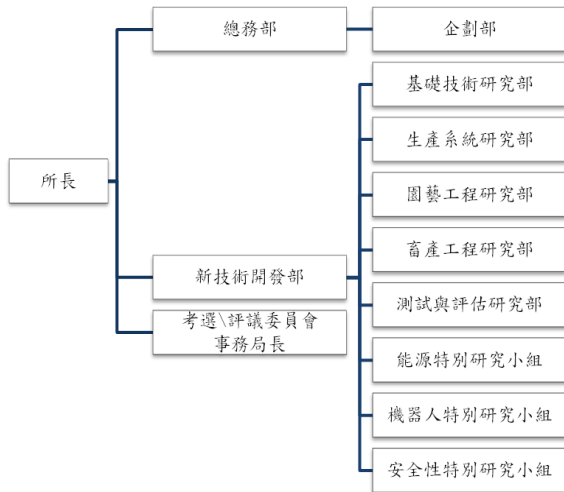 總務部
企劃部
基礎技術研究部
生產系統研究部
所長
園藝工程研究部
畜產工程研究部
新技術開發部
測試與評估研究部
考選\評議委員會
事務局長
能源特別研究小組
機器人特別研究小組
安全性特別研究小組